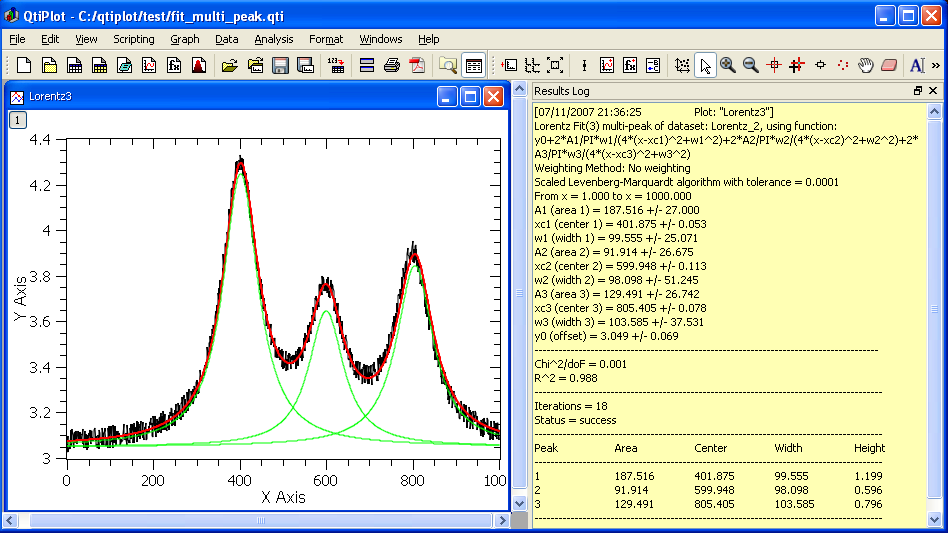 QtiPlot - C:/qtiplot/test/fit_multi_peak.qti
File Edit View Scripting Graph Data Analysis Format Windows Help
Lorentz3
1
4.4
4.2
4
3.8
3.6
3.4
3.2
3
Y Axis
0 200 400 600 800 100
X Axis
Results Log
[07/11/2007 21:36:25 Plot: "Lorentz3"]
Lorentz Fit(3) multi-peak of dataset: Lorentz_2, using function:
y0+2*A1/PI*w1/(4*(x-xc1)^2+w1^2)+2*A2/PI*w2/(4*(x-xc2)^2+w2^2)+2*
A3/PI*w3/(4*(x-xc3)^2+w3^2)
Weighting Method: No weighting
Scaled Levenberg-Marquardt algorithm with tolerance = 0.0001
From x = 1.000 to x = 1000.000
A1 (area 1) = 187.516 +/- 27.000
xc1 (center 1) = 401.875 +/- 0.053
w1 (width 1) = 99.555 +/- 25.071
A2 (area 2) = 91.914 +/- 26.675
xc2 (center 2) = 599.948 +/- 0.113
w2 (width 2) = 98.098 +/- 51.245
A3 (area 3) = 129.491 +/- 26.742
xc3 (center 3) = 805.405 +/- 0.078
w3 (width 3) = 103.585 +/- 37.531
y0 (offset) = 3.049 +/- 0.069
Chi^2/doF = 0.001
R^2 = 0.988
Iterations = 18
Status = success
Peak Area Center Width Height
1 187.516 401.875 99.555 1.199
2 91.914 599.948 98.098 0.596
3 129.491 805.405 103.585 0.796